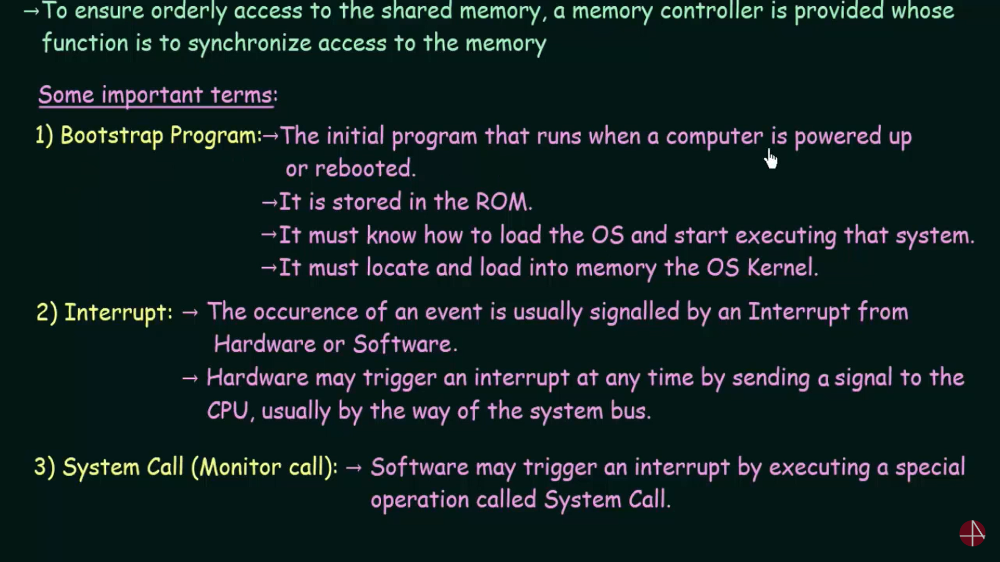 →To ensure orderly access to the shared memory, a memory controller is provided whose
function is to synchronize access to the memory
Some important terms:
1) Bootstrap Program:→The initial program that runs when a computer is powered up
or rebooted.
→It is stored in the ROM.
→It must know how to load the OS and start executing that system.
→It must locate and load into memory the OS Kernel.
2) Interrupt: → The occurence of an event is usually signalled by an Interrupt from
Hardware or Software.
→ Hardware may trigger an interrupt at any time by sending a signal to the
CPU, usually by the way of the system bus.
3) System Call (Monitor call): → Software may trigger an interrupt by executing a special
operation called System Call.